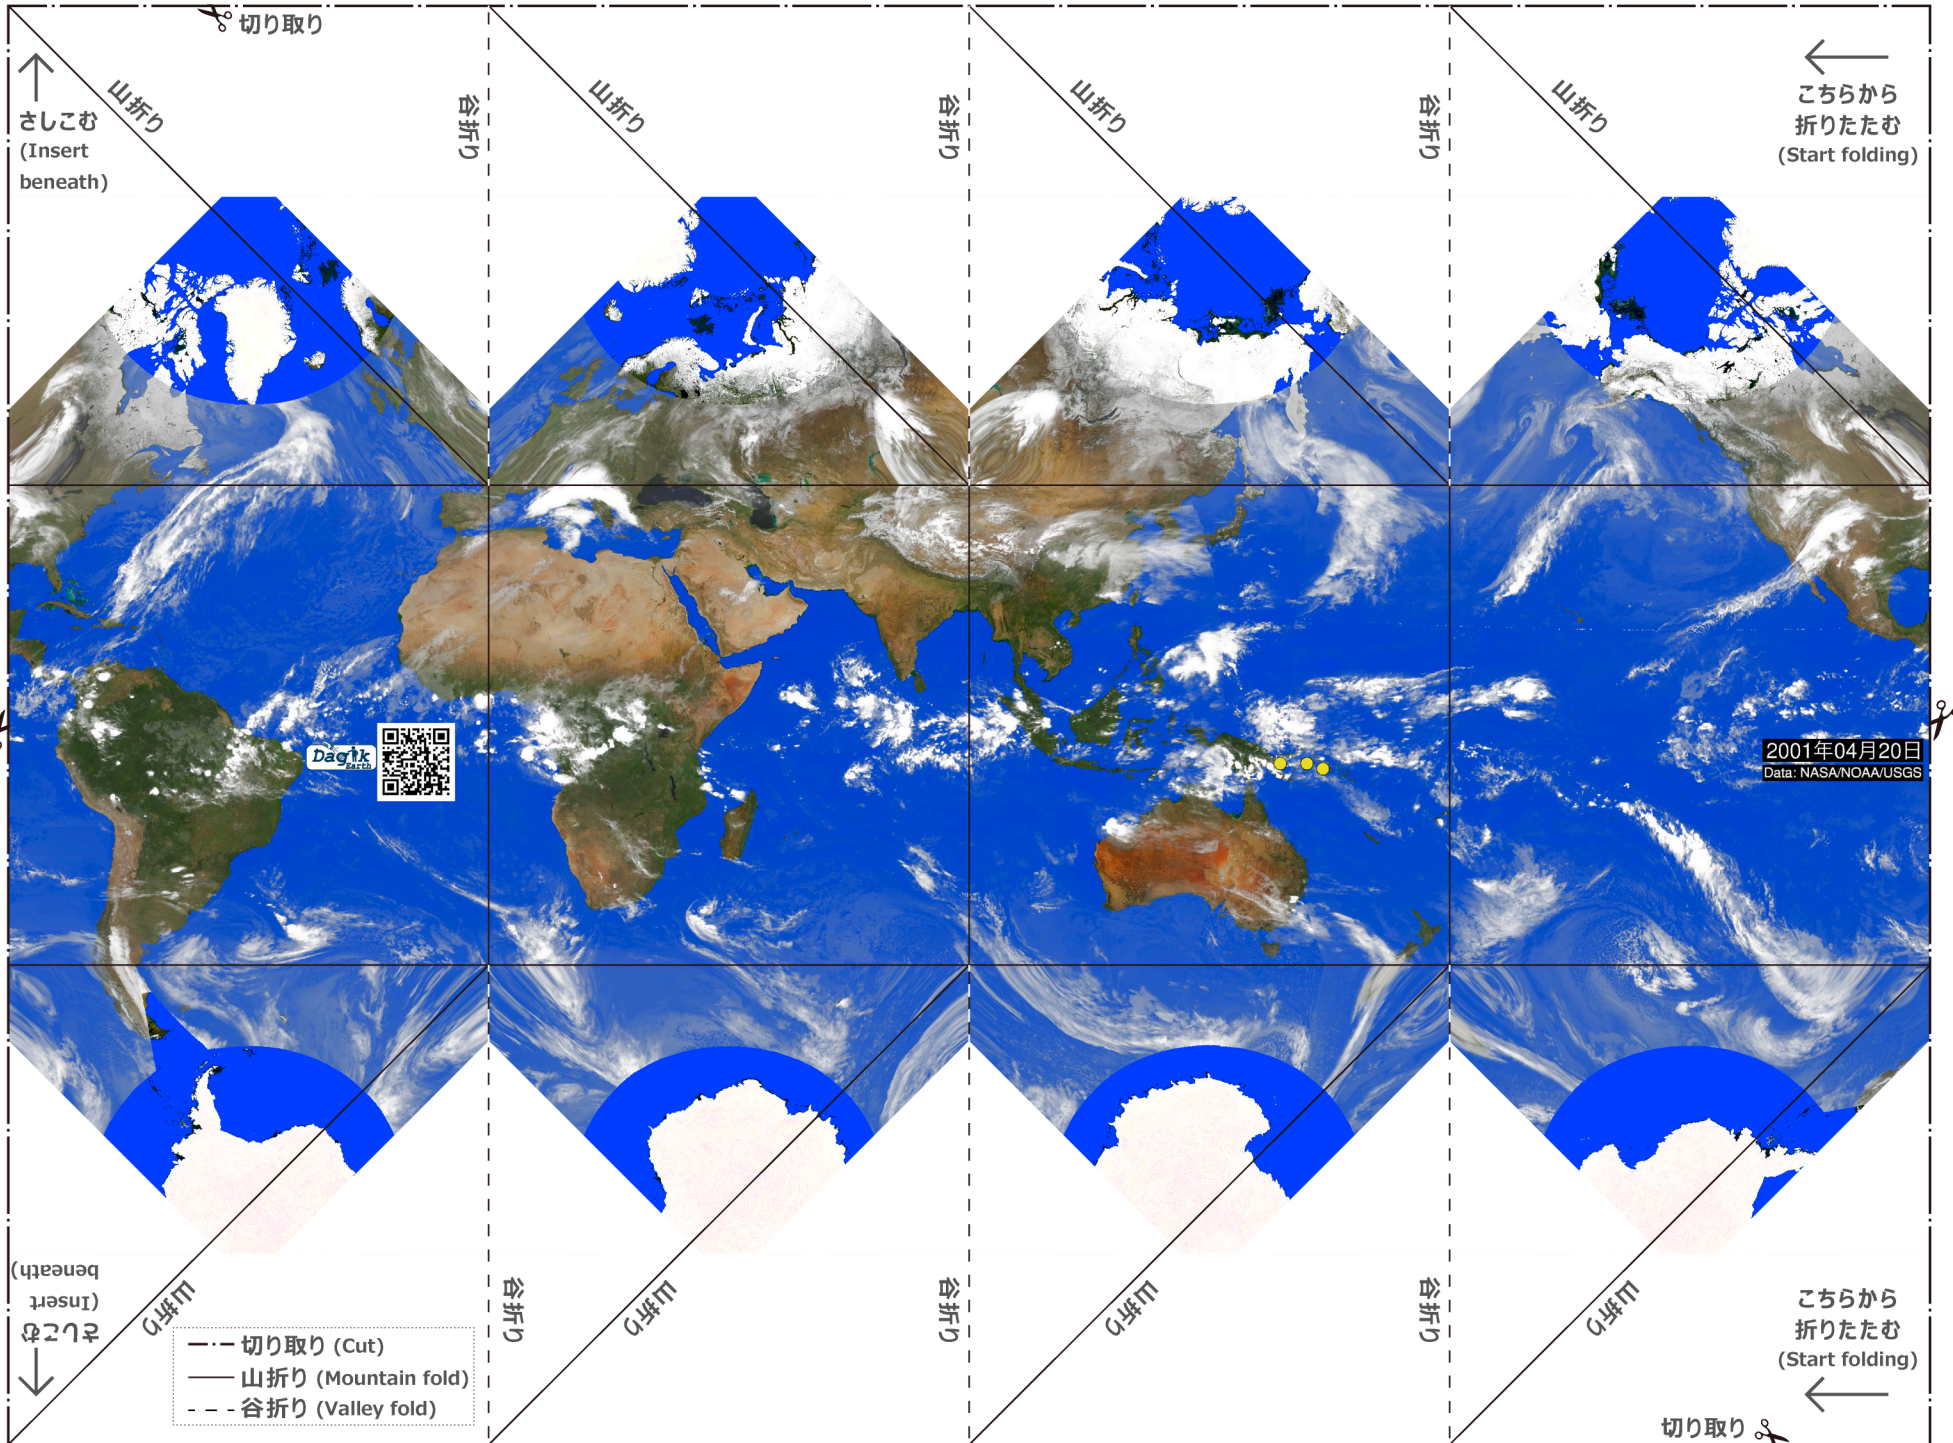 切り取り
さしこむ
(Insert
beneath)
山折り
谷折り
山折り
谷折り
山折り
谷折り
山折り
こちらから
折りたたむ
(Start folding)
Dagik
Earth
2001年04月20日
Data: NASA/NOAA/USGS
さしこむ
(Insert
beneath)
山折り
谷折り
山折り
谷折り
山折り
谷折り
山折り
こちらから
折りたたむ
(Start folding)
切り取り (Cut)
山折り (Mountain fold)
谷折り (Valley fold)
切り取り